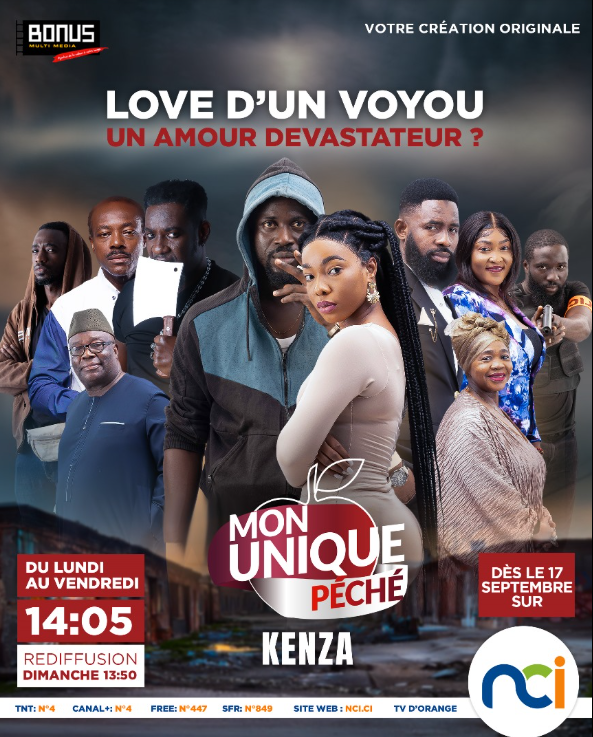 BONUS
MULTI MEDIA
VOTRE CRÉATION ORIGINALE
LOVE D'UN VOYOU
UN AMOUR DEVASTATEUR ?
MON
UNIQUE
PÉCHÉ
KENZA
DU LUNDI
AU VENDREDI
14:05
REDIFFUSION
DIMANCHE 13:50
DÈS LE 17
SEPTEMBRE
SUR
nci
TNT: N°4 CANAL+: N°4 FREE: N°447 SFR: N°849 SITE WEB : NCI.CI TV D'ORANGE